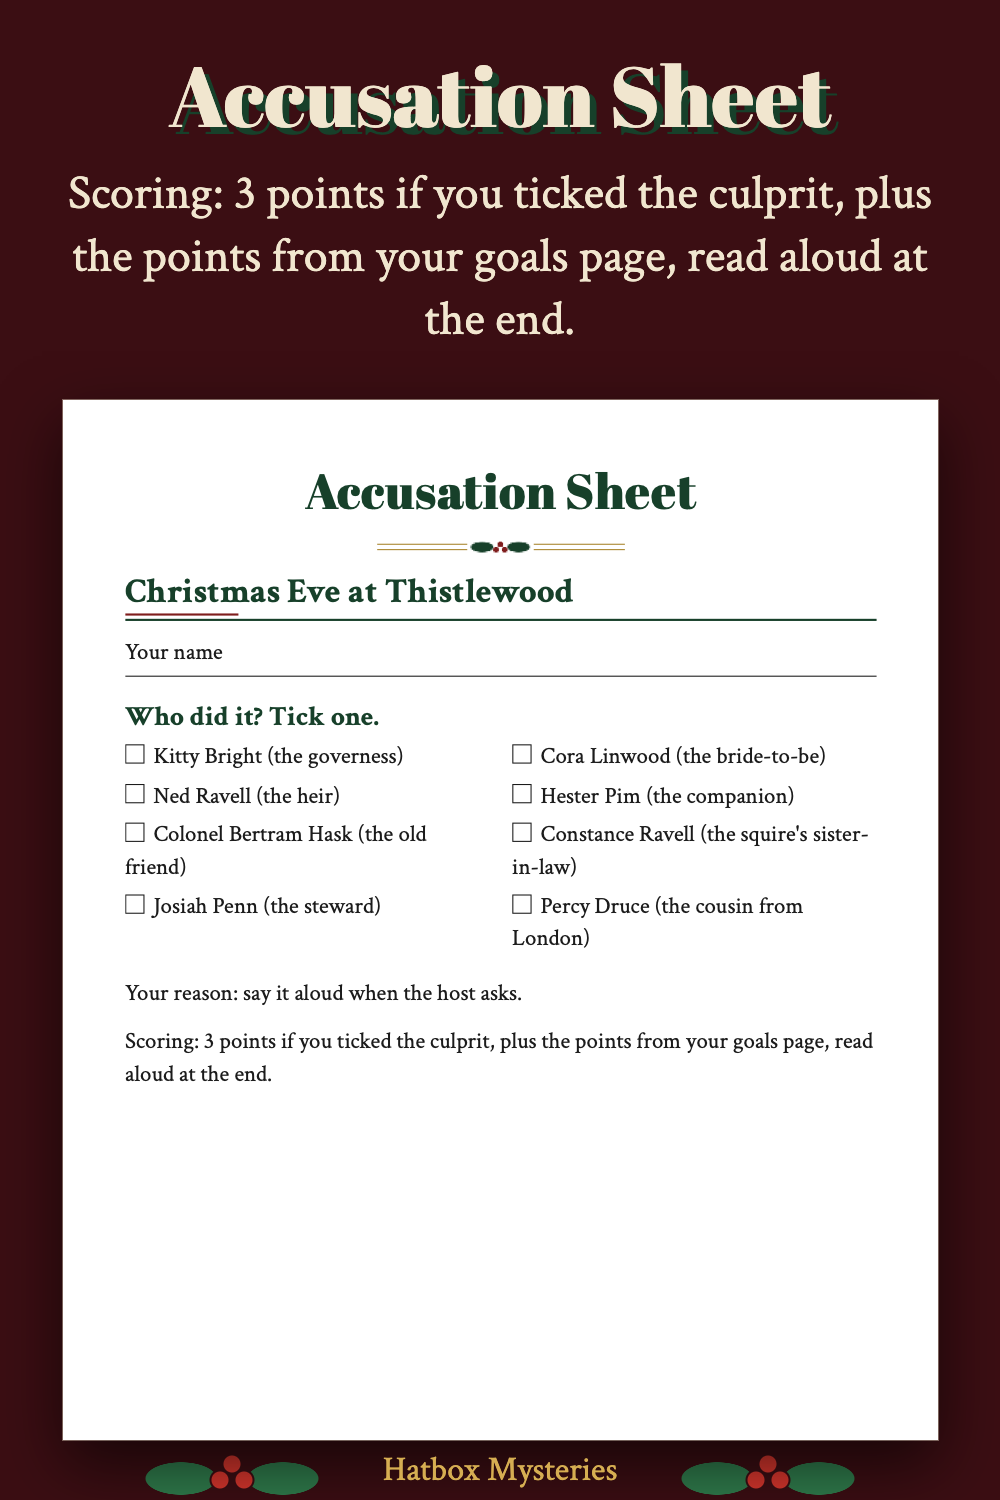 Accusation Sheet
Scoring: 3 points if you ticked the culprit, plus
the points from your goals page, read aloud at
the end.
Accusation Sheet
Christmas Eve at Thistlewood
Your name
Who did it? Tick one.
Kitty Bright (the governess)
Ned Ravell (the heir)
Colonel Bertram Hask (the old
friend)
Josiah Penn (the steward)
Cora Linwood (the bride-to-be)
Hester Pim (the companion)
Constance Ravell (the squire's sister-
in-law)
Percy Druce (the cousin from
London)
Your reason: say it aloud when the host asks.
Scoring: 3 points if you ticked the culprit, plus the points from your goals page, read
aloud at the end.
Hatbox Mysteries